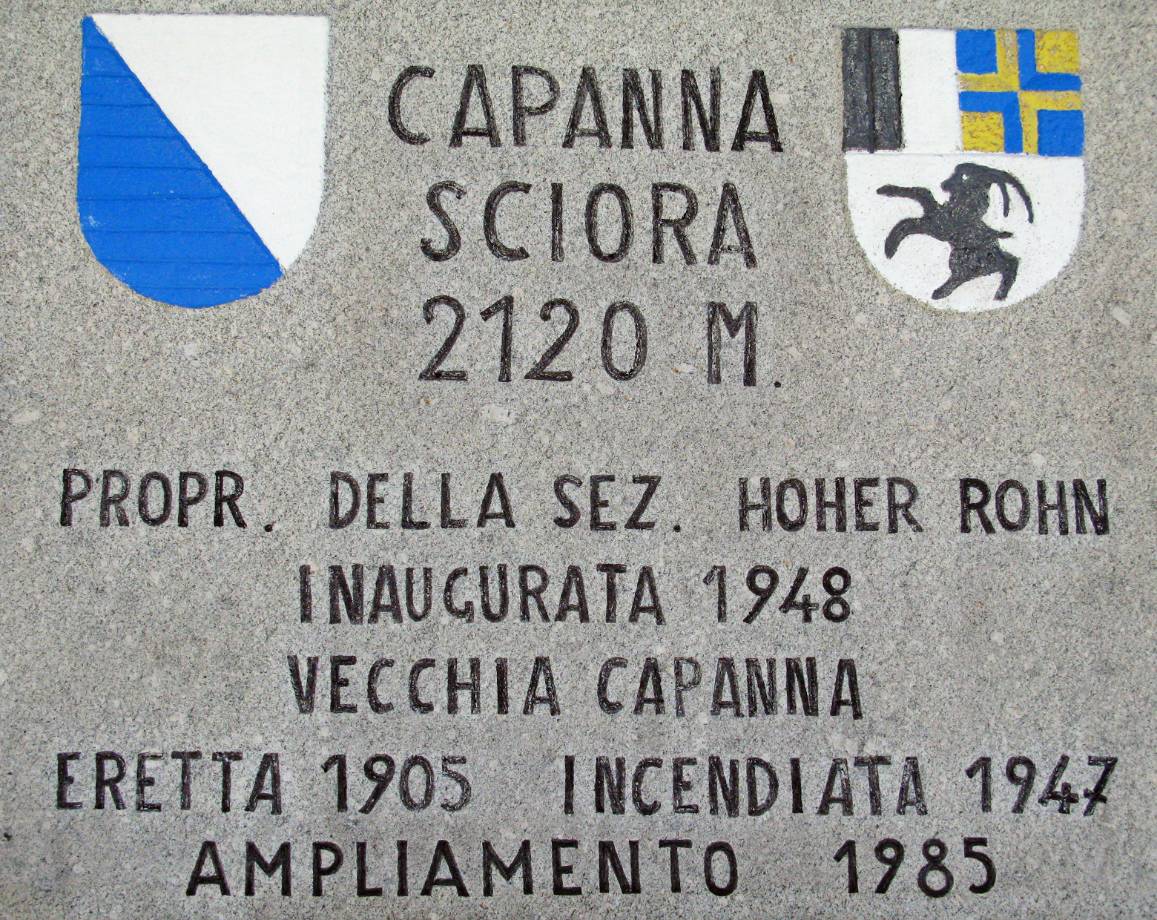 CAPANNA
SCIORA
2120 M.
PROPR. DELLA SEZ. HOHER ROHN
INAUGURATA 1948
VECCHIA CAPANNA
ERETTA 1905 INCENDIATA 1947
AMPLIAMENTO 1985